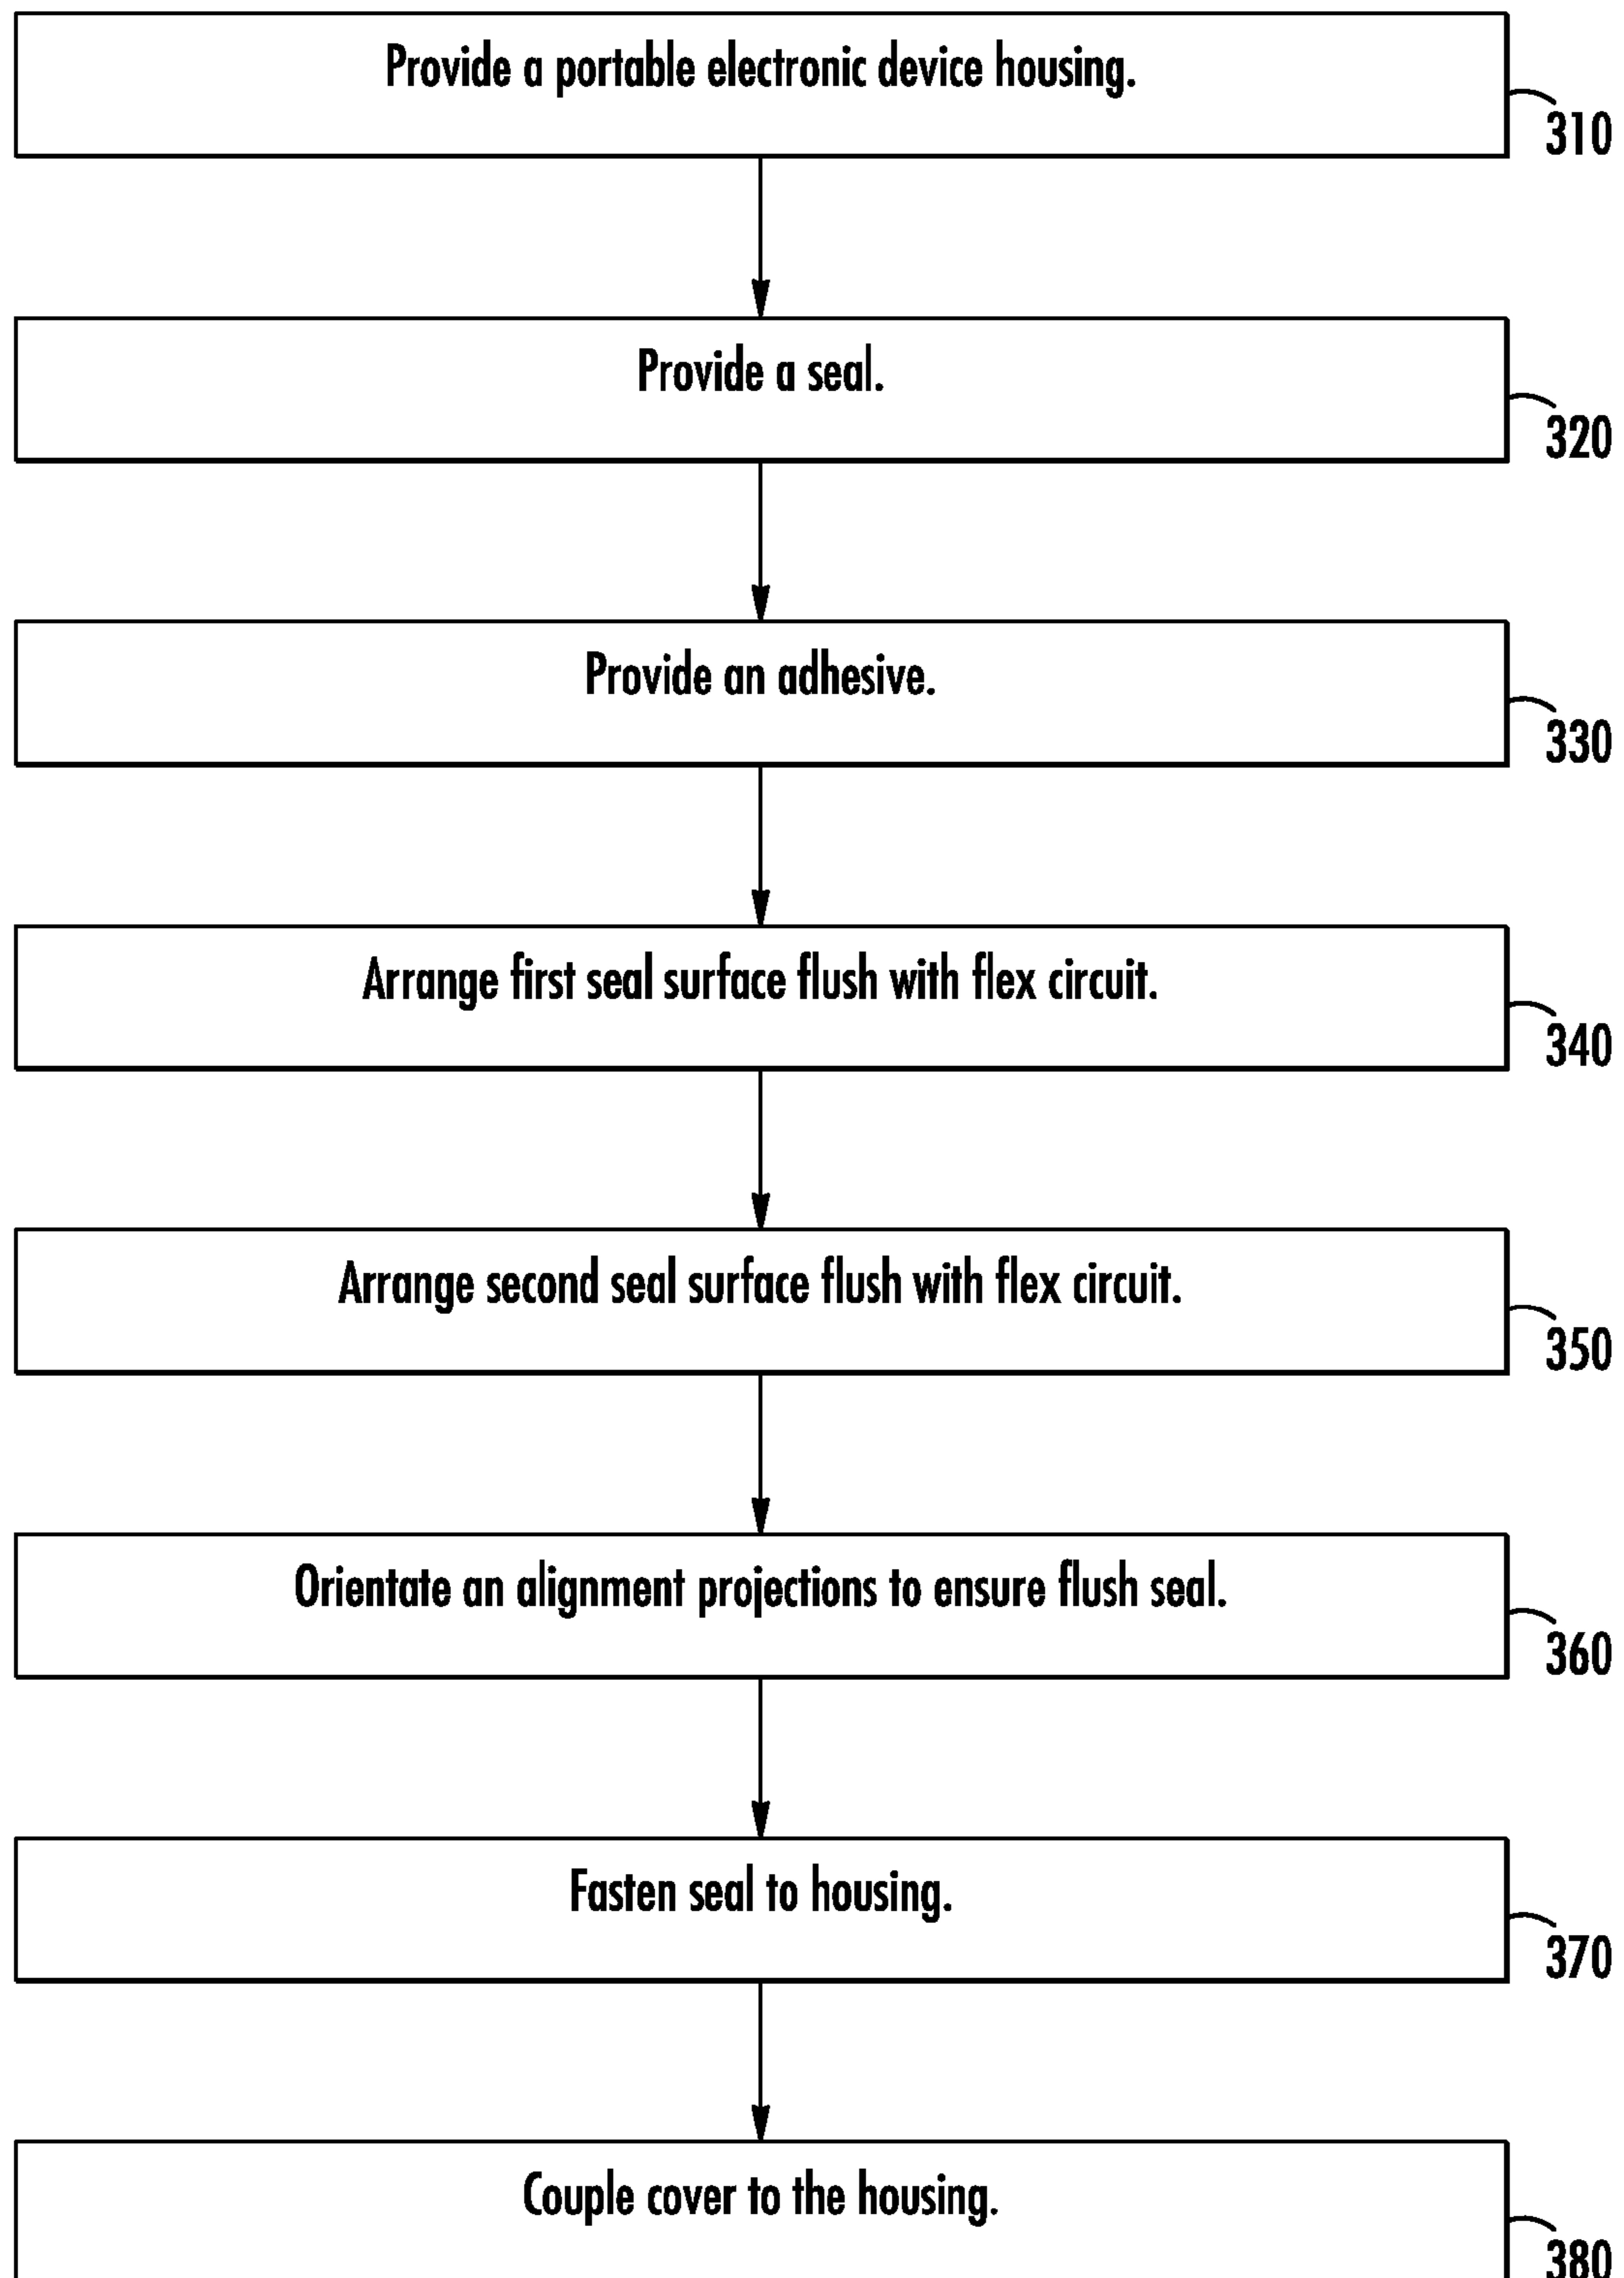 Provide a portable electronic device housing.
310
Provide a seal.
320
Provide an adhesive.
330
Arrange first seal surface flush with flex circuit.
340
Arrange second seal surface flush with flex circuit.
350
Orientate an alignment projections to ensure flush seal.
360
Fasten seal to housing.
370
Couple cover to the housing.
380